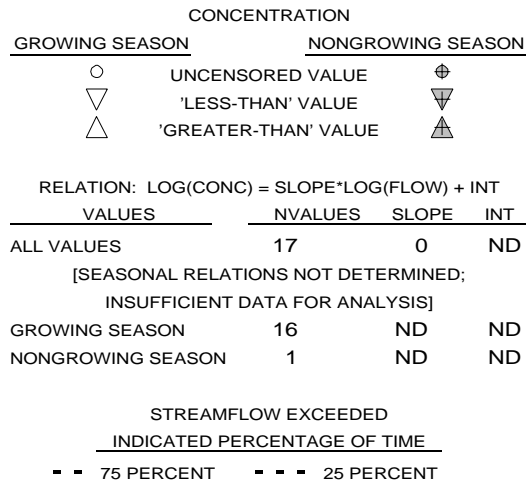 CONCENTRATION
GROWING SEASON NONGROWING SEASON
UNCENSORED VALUE
'LESS-THAN' VALUE
'GREATER-THAN' VALUE
RELATION: LOG(CONC) = SLOPE*LOG(FLOW) + INT
VALUES NVALUES SLOPE INT
ALL VALUES 17 0 ND
[SEASONAL RELATIONS NOT DETERMINED;
INSUFFICIENT DATA FOR ANALYSIS]
GROWING SEASON 16 ND ND
NONGROWING SEASON 1 ND ND
STREAMFLOW EXCEEDED
INDICATED PERCENTAGE OF TIME
75 PERCENT 25 PERCENT